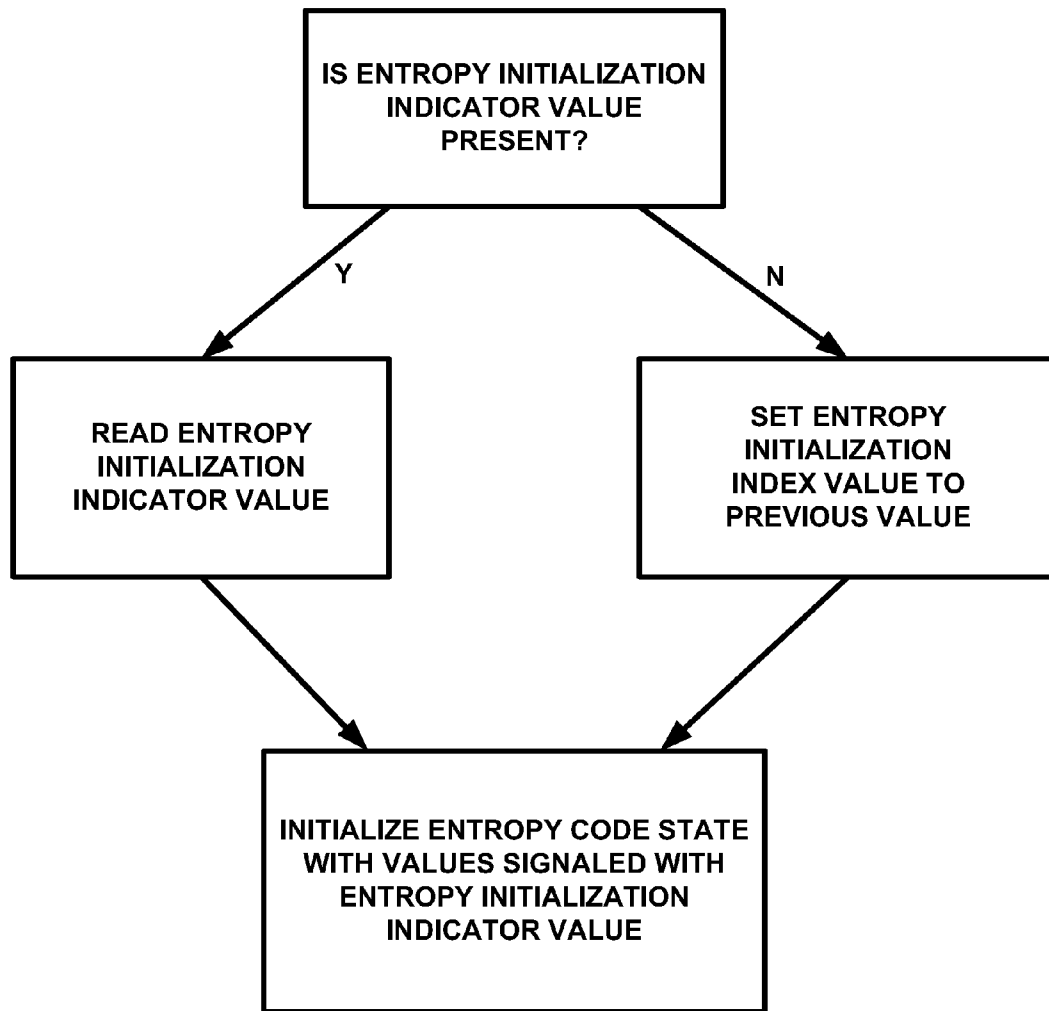 IS ENTROPY INITIALIZATION
INDICATOR VALUE
PRESENT?
Y
N
READ ENTROPY
INITIALIZATION
INDICATOR VALUE
SET ENTROPY
INITIALIZATION
INDEX VALUE TO
PREVIOUS VALUE
INITIALIZE ENTROPY CODE STATE
WITH VALUES SIGNALED WITH
ENTROPY INITIALIZATION
INDICATOR VALUE